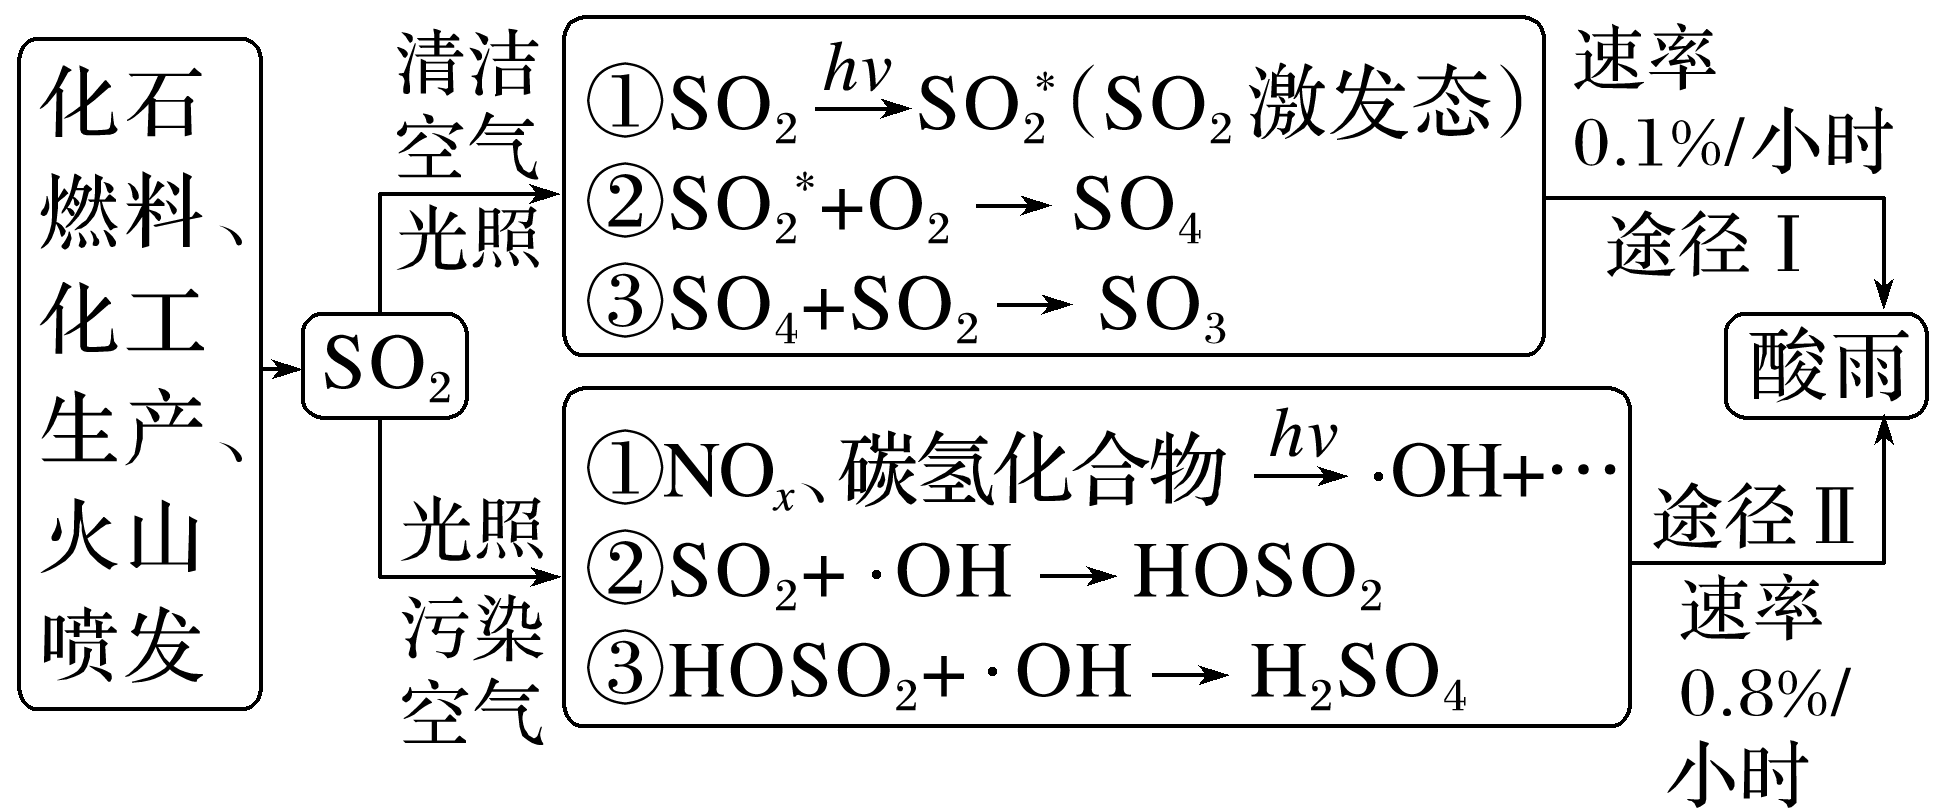 化石
燃料、
化工
生产、
火山
喷发
SO₂
清洁
空气
光照
光照
污染
空气
①SO₂ —hν→ SO₂*(SO₂激发态)
②SO₂*+O₂ → SO₄
③SO₄+SO₂ → SO₃
①NOₓ、碳氢化合物 —hν→ ·OH+···
②SO₂+·OH → HOSO₂
③HOSO₂+·OH → H₂SO₄
速率
0.1%/小时
途径Ⅰ
酸雨
途径Ⅱ
速率
0.8%/
小时